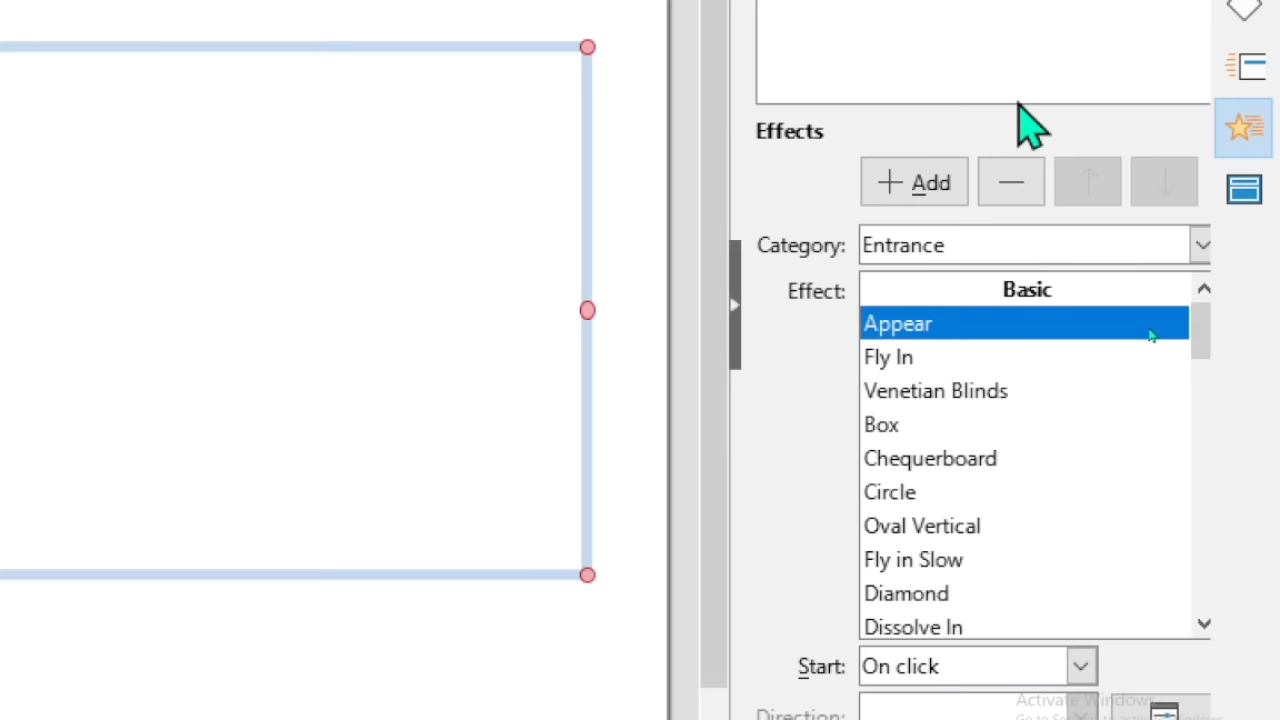 Effects
Add
Category: Entrance
Effect: Basic
Appear
Fly In
Venetian Blinds
Box
Chequerboard
Circle
Oval Vertical
Fly in Slow
Diamond
Dissolve In
Start: On click
Activate Windows
Direction: